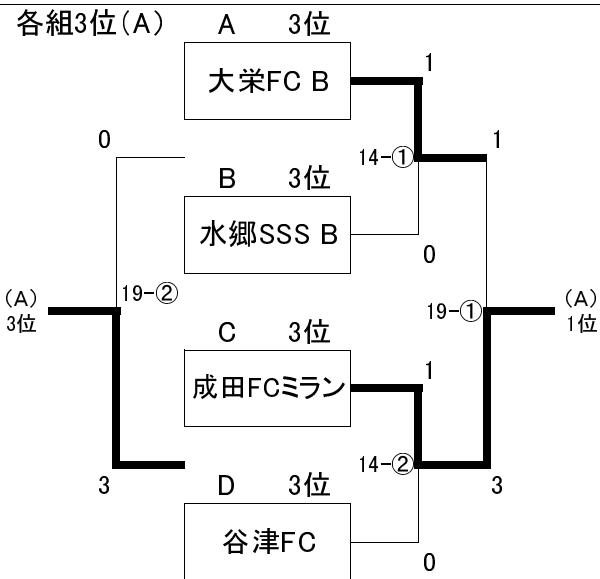 各組3位(A)
A 3位
大栄FC B
1
0
14-①
1
B 3位
水郷SSS B
0
(A)
3位
19-②
19-①
(A)
1位
C 3位
成田FCミラン
1
14-②
3
3
D 3位
谷津FC
0